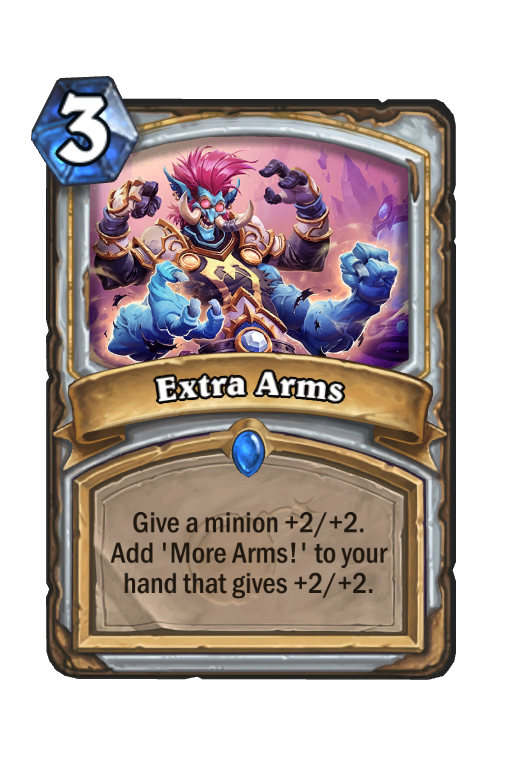 3
Extra Arms
Give a minion +2/+2.
Add 'More Arms!' to your
hand that gives +2/+2.